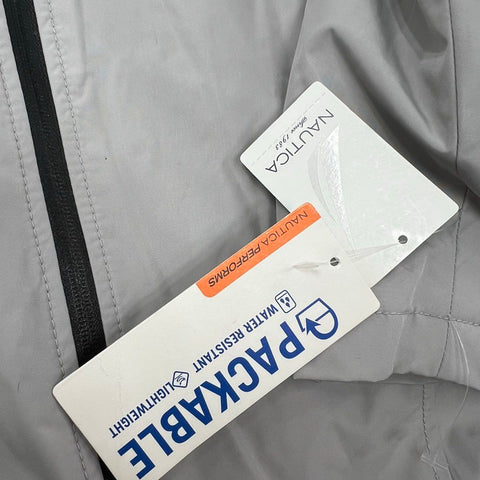 NAUTICA
Since 1983
NAUTICA PERFORMS
PACKABLE
WATER RESISTANT
LIGHTWEIGHT